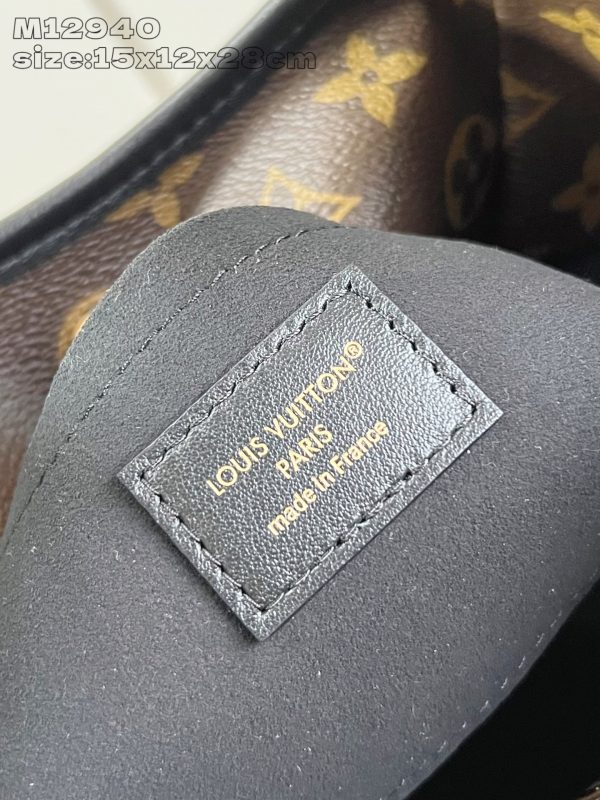 M12940
size:15x12x28cm
LOUIS VUITTON®
PARIS
made in France